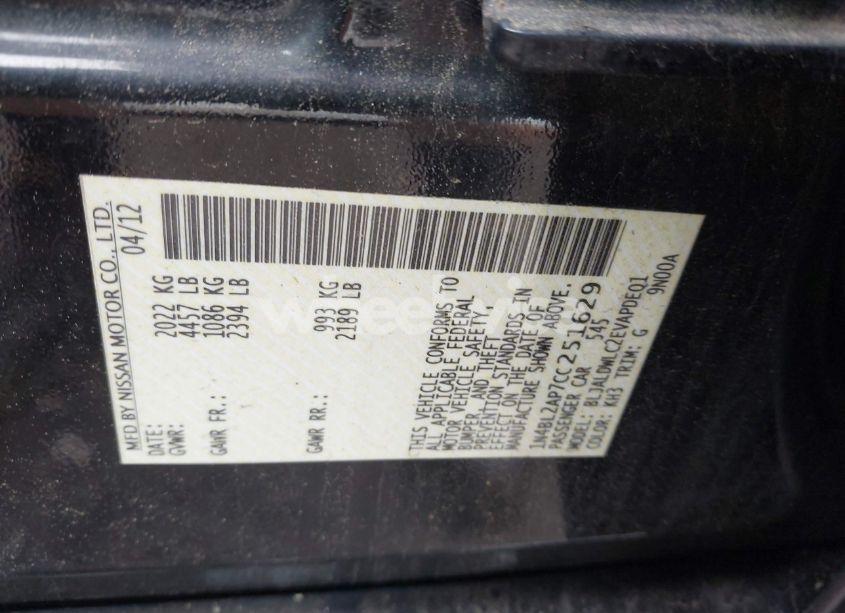 MFD BY NISSAN MOTOR CO., LTD.
DATE: 04/12
GVWR: 2022 KG
4457 LB
GAWR FR.: 1086 KG
2394 LB
GAWR RR.: 993 KG
2189 LB
THIS VEHICLE CONFORMS TO
ALL APPLICABLE FEDERAL
MOTOR VEHICLE SAFETY,
BUMPER, AND THEFT
PREVENTION STANDARDS IN
EFFECT ON THE DATE OF
MANUFACTURE SHOWN ABOVE.
1N4BL2AP7CC251629
PASSENGER CAR 545
MODEL:
COLOR: KH3 TRIM: G 9N00A